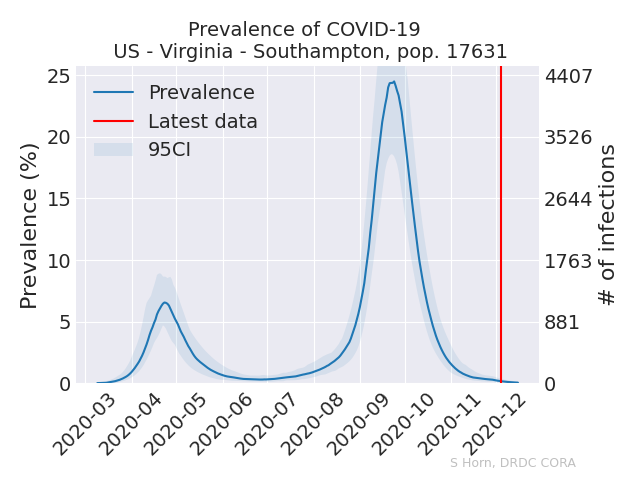 Prevalence of COVID-19
US - Virginia - Southampton, pop. 17631
Prevalence
Latest data
95CI
Prevalence (%)
25
20
15
10
5
0
4407
3526
2644
1763
881
0
# of infections
2020-03
2020-04
2020-05
2020-06
2020-07
2020-08
2020-09
2020-10
2020-11
2020-12
S Horn, DRDC CORA